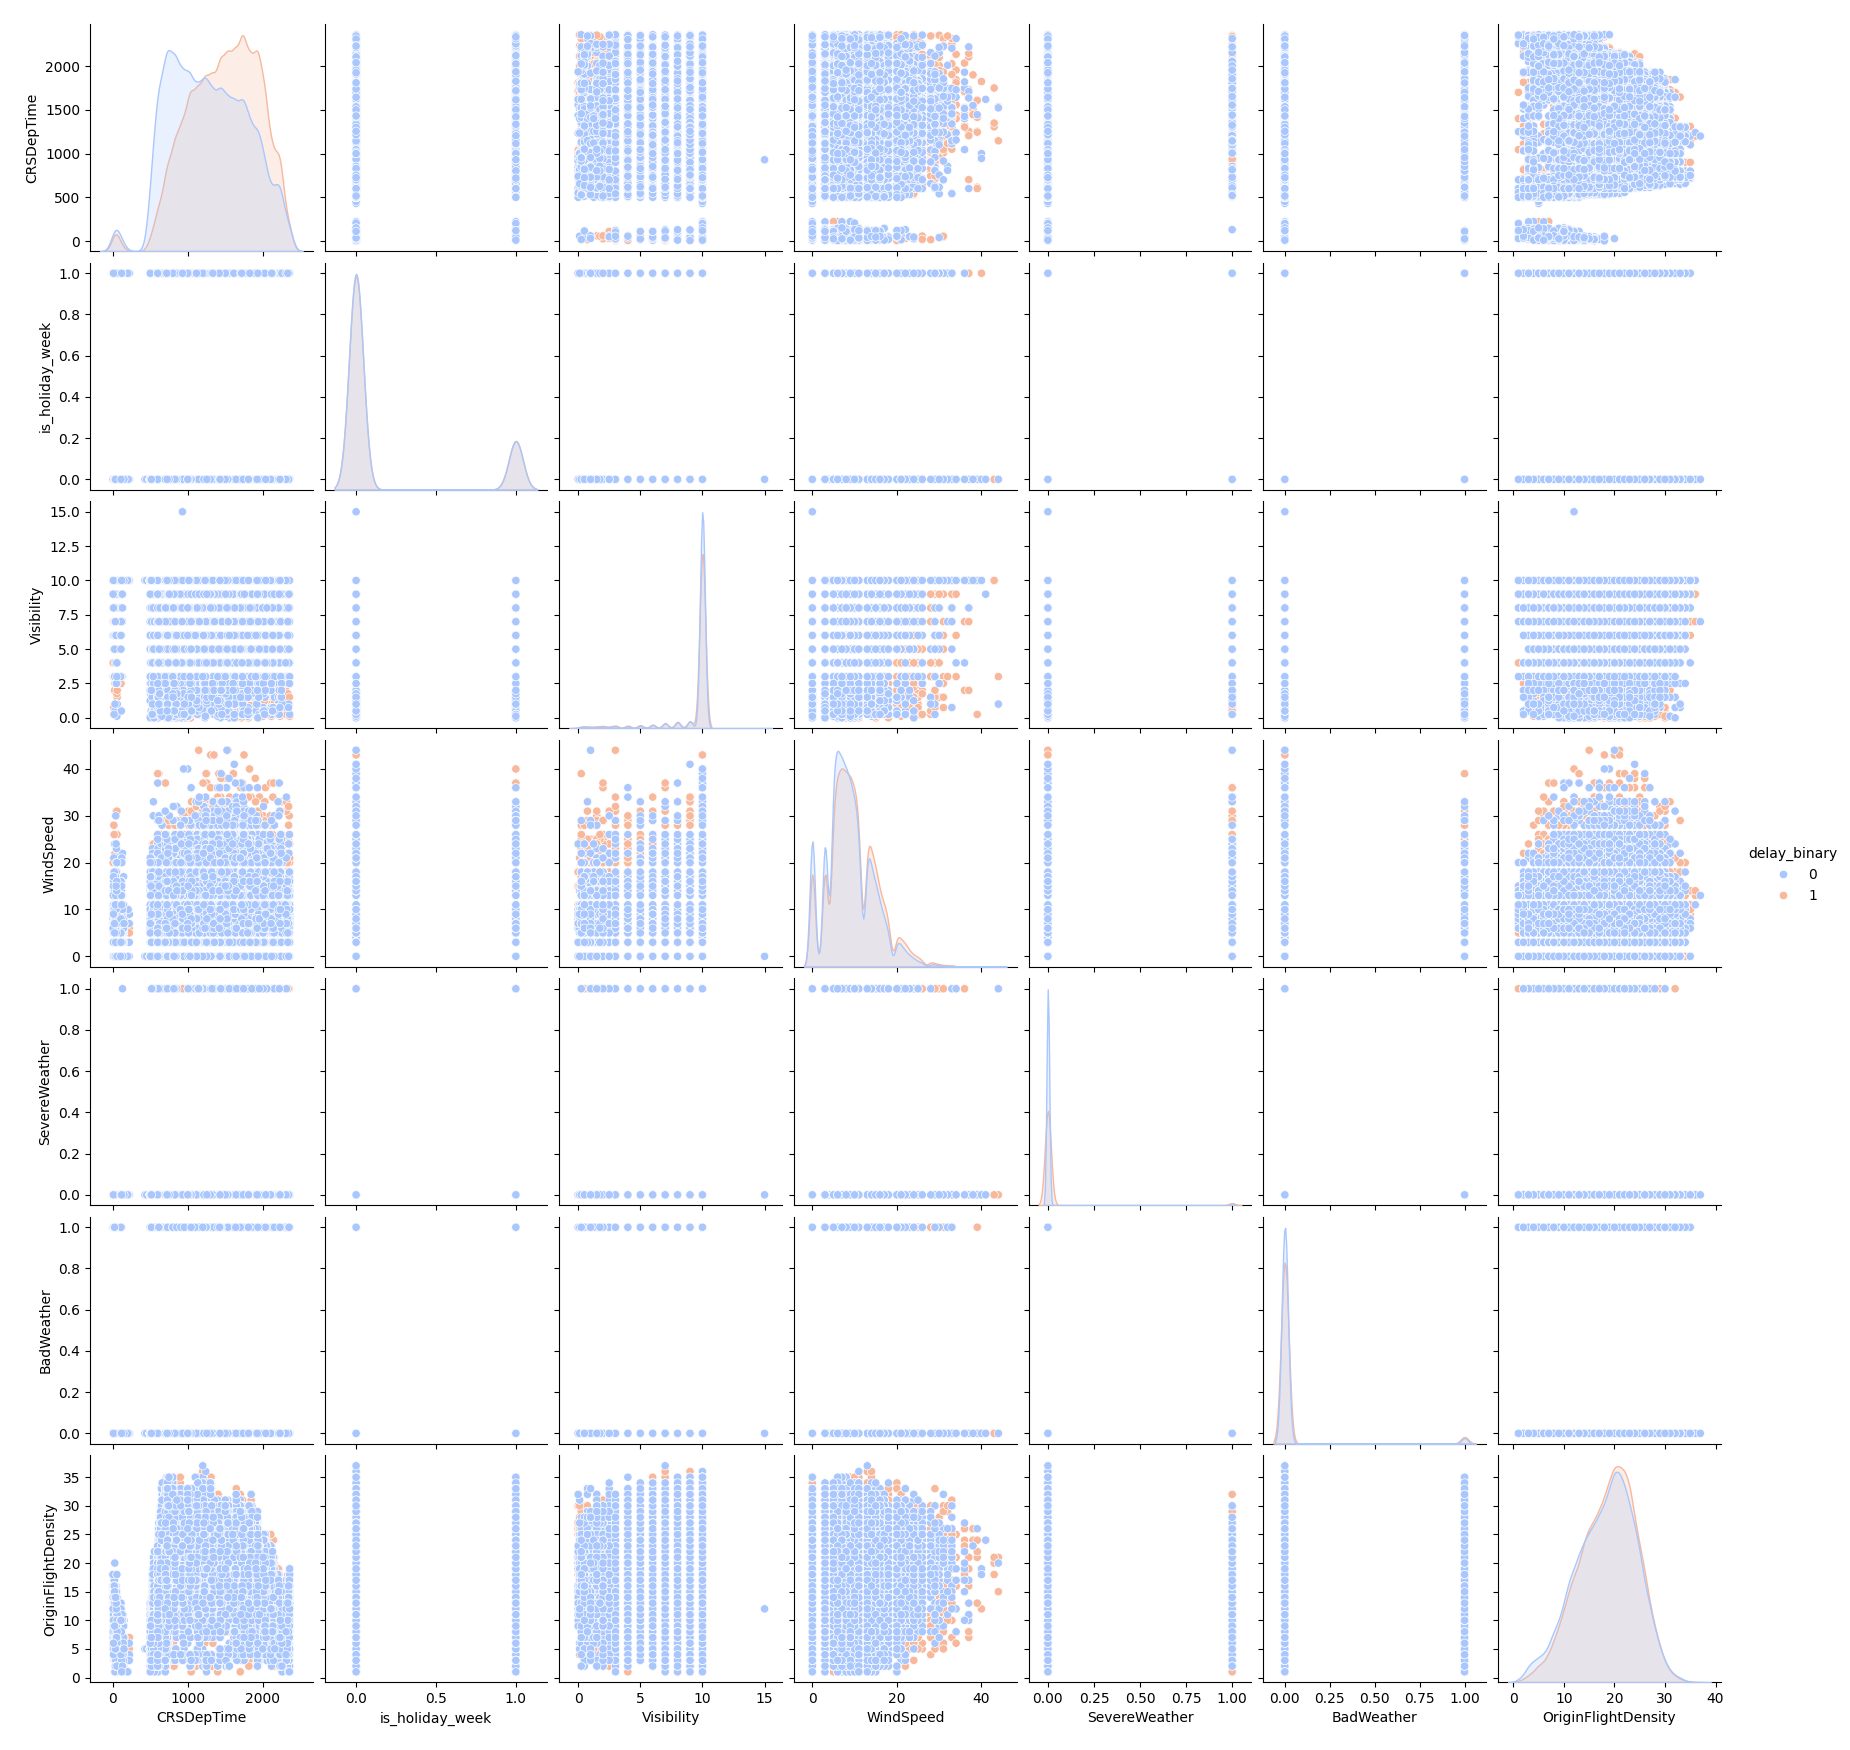 CRSDepTime
2000
1500
1000
500
0
is_holiday_week
1.0
0.8
0.6
0.4
0.2
0.0
Visibility
15.0
12.5
10.0
7.5
5.0
2.5
0.0
WindSpeed
40
30
20
10
0
delay_binary
0
1
SevereWeather
1.0
0.8
0.6
0.4
0.2
0.0
BadWeather
1.0
0.8
0.6
0.4
0.2
0.0
OriginFlightDensity
35
30
25
20
15
10
5
0
0 1000 2000
0.0 0.5 1.0
0 5 10 15
0 20 40
0.00 0.25 0.50 0.75 1.00
0.00 0.25 0.50 0.75 1.00
0 10 20 30 40
CRSDepTime
is_holiday_week
Visibility
WindSpeed
SevereWeather
BadWeather
OriginFlightDensity